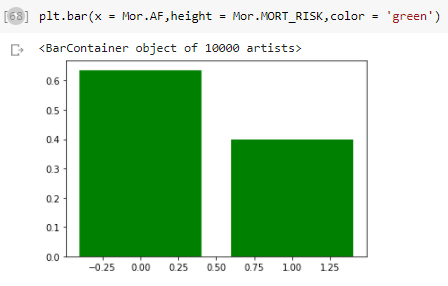 [68] plt.bar(x = Mor.AF,height = Mor.MORT_RISK,color = 'green')
<BarContainer object of 10000 artists>
0.6
0.5
0.4
0.3
0.2
0.1
0.0
−0.25 0.00 0.25 0.50 0.75 1.00 1.25